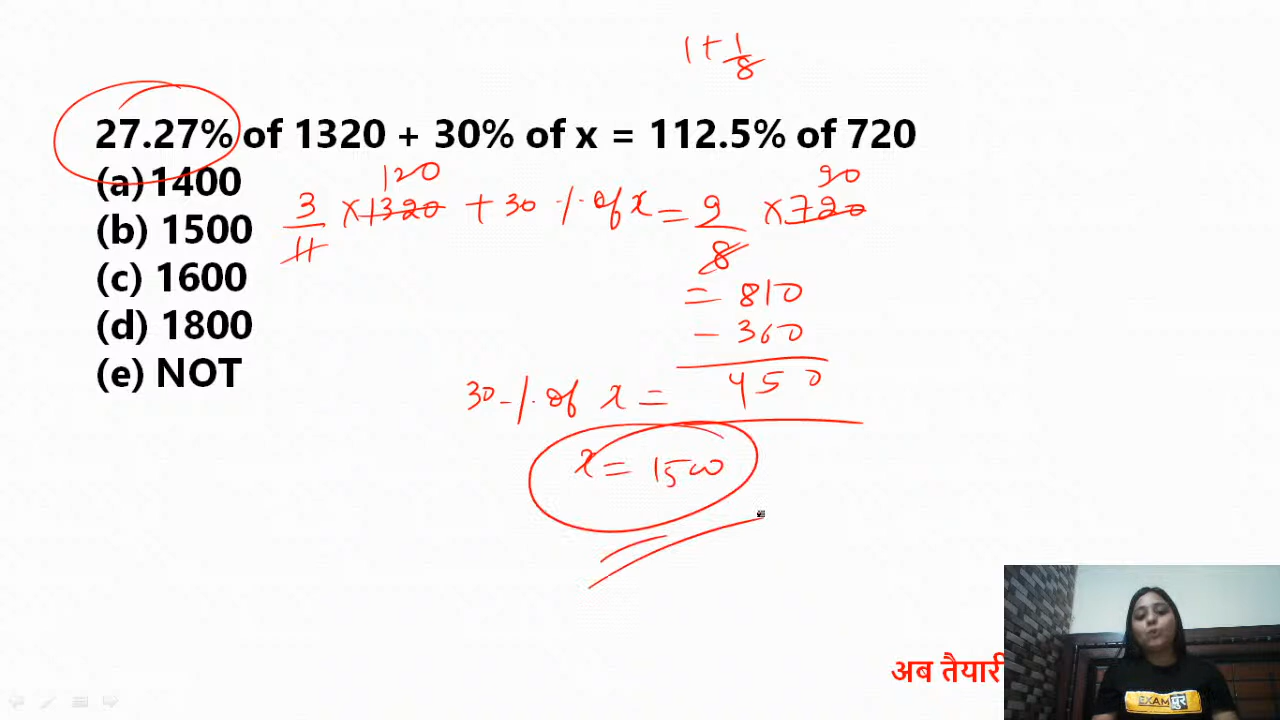 1 + 1/8
27.27% of 1320 + 30% of x = 112.5% of 720
(a) 1400
120 90
3/11 × 1320 + 30 % of x = 9/8 × 720
(b) 1500
(c) 1600
= 810
(d) 1800
- 360
(e) NOT
30 % of x = 450
x = 1500
अब तैयारी
EXAMपुर